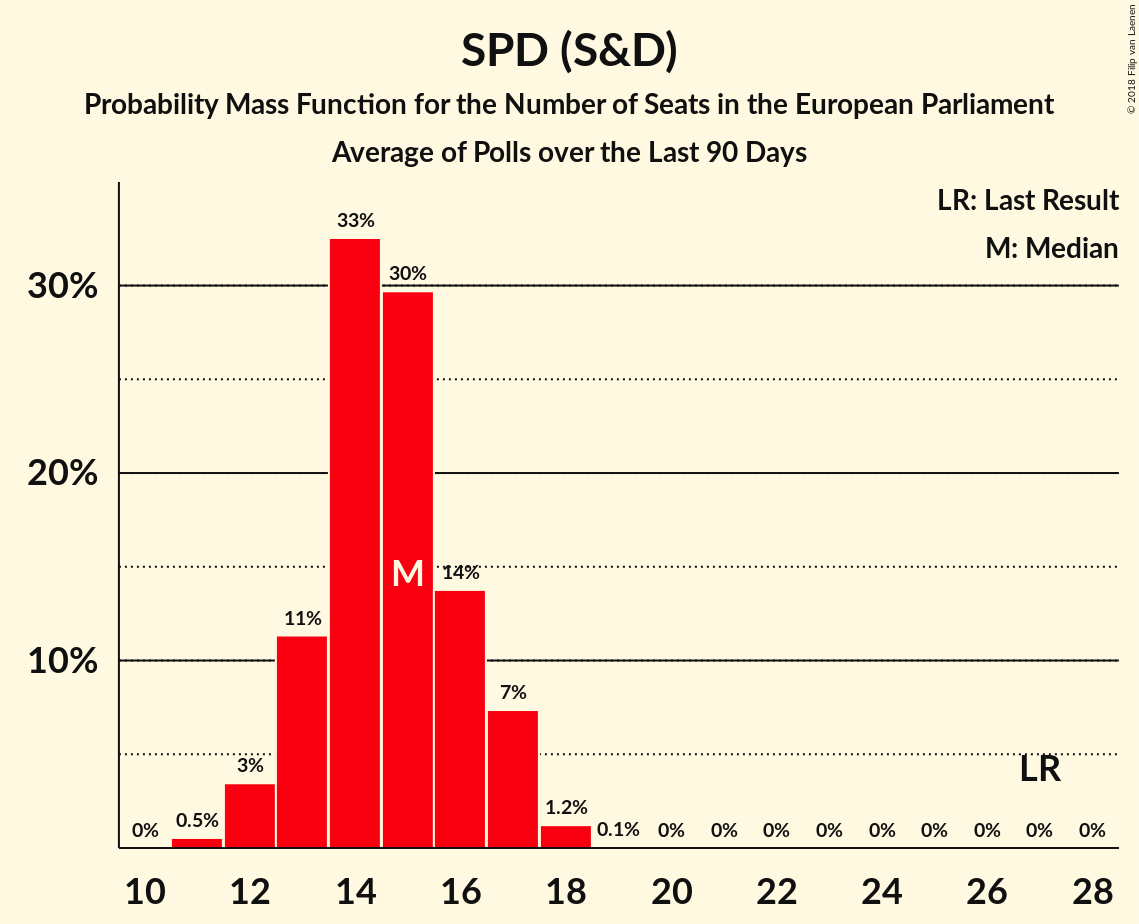 SPD (S&D)
Probability Mass Function for the Number of Seats in the European Parliament
Average of Polls over the Last 90 Days
© 2018 Filip van Laenen
LR: Last Result
M: Median
30%
20%
10%
0%
0.5%
3%
11%
33%
30%
M
14%
7%
1.2%
0.1%
0%
0%
0%
0%
0%
0%
0%
0%
0%
LR
10 12 14 16 18 20 22 24 26 28